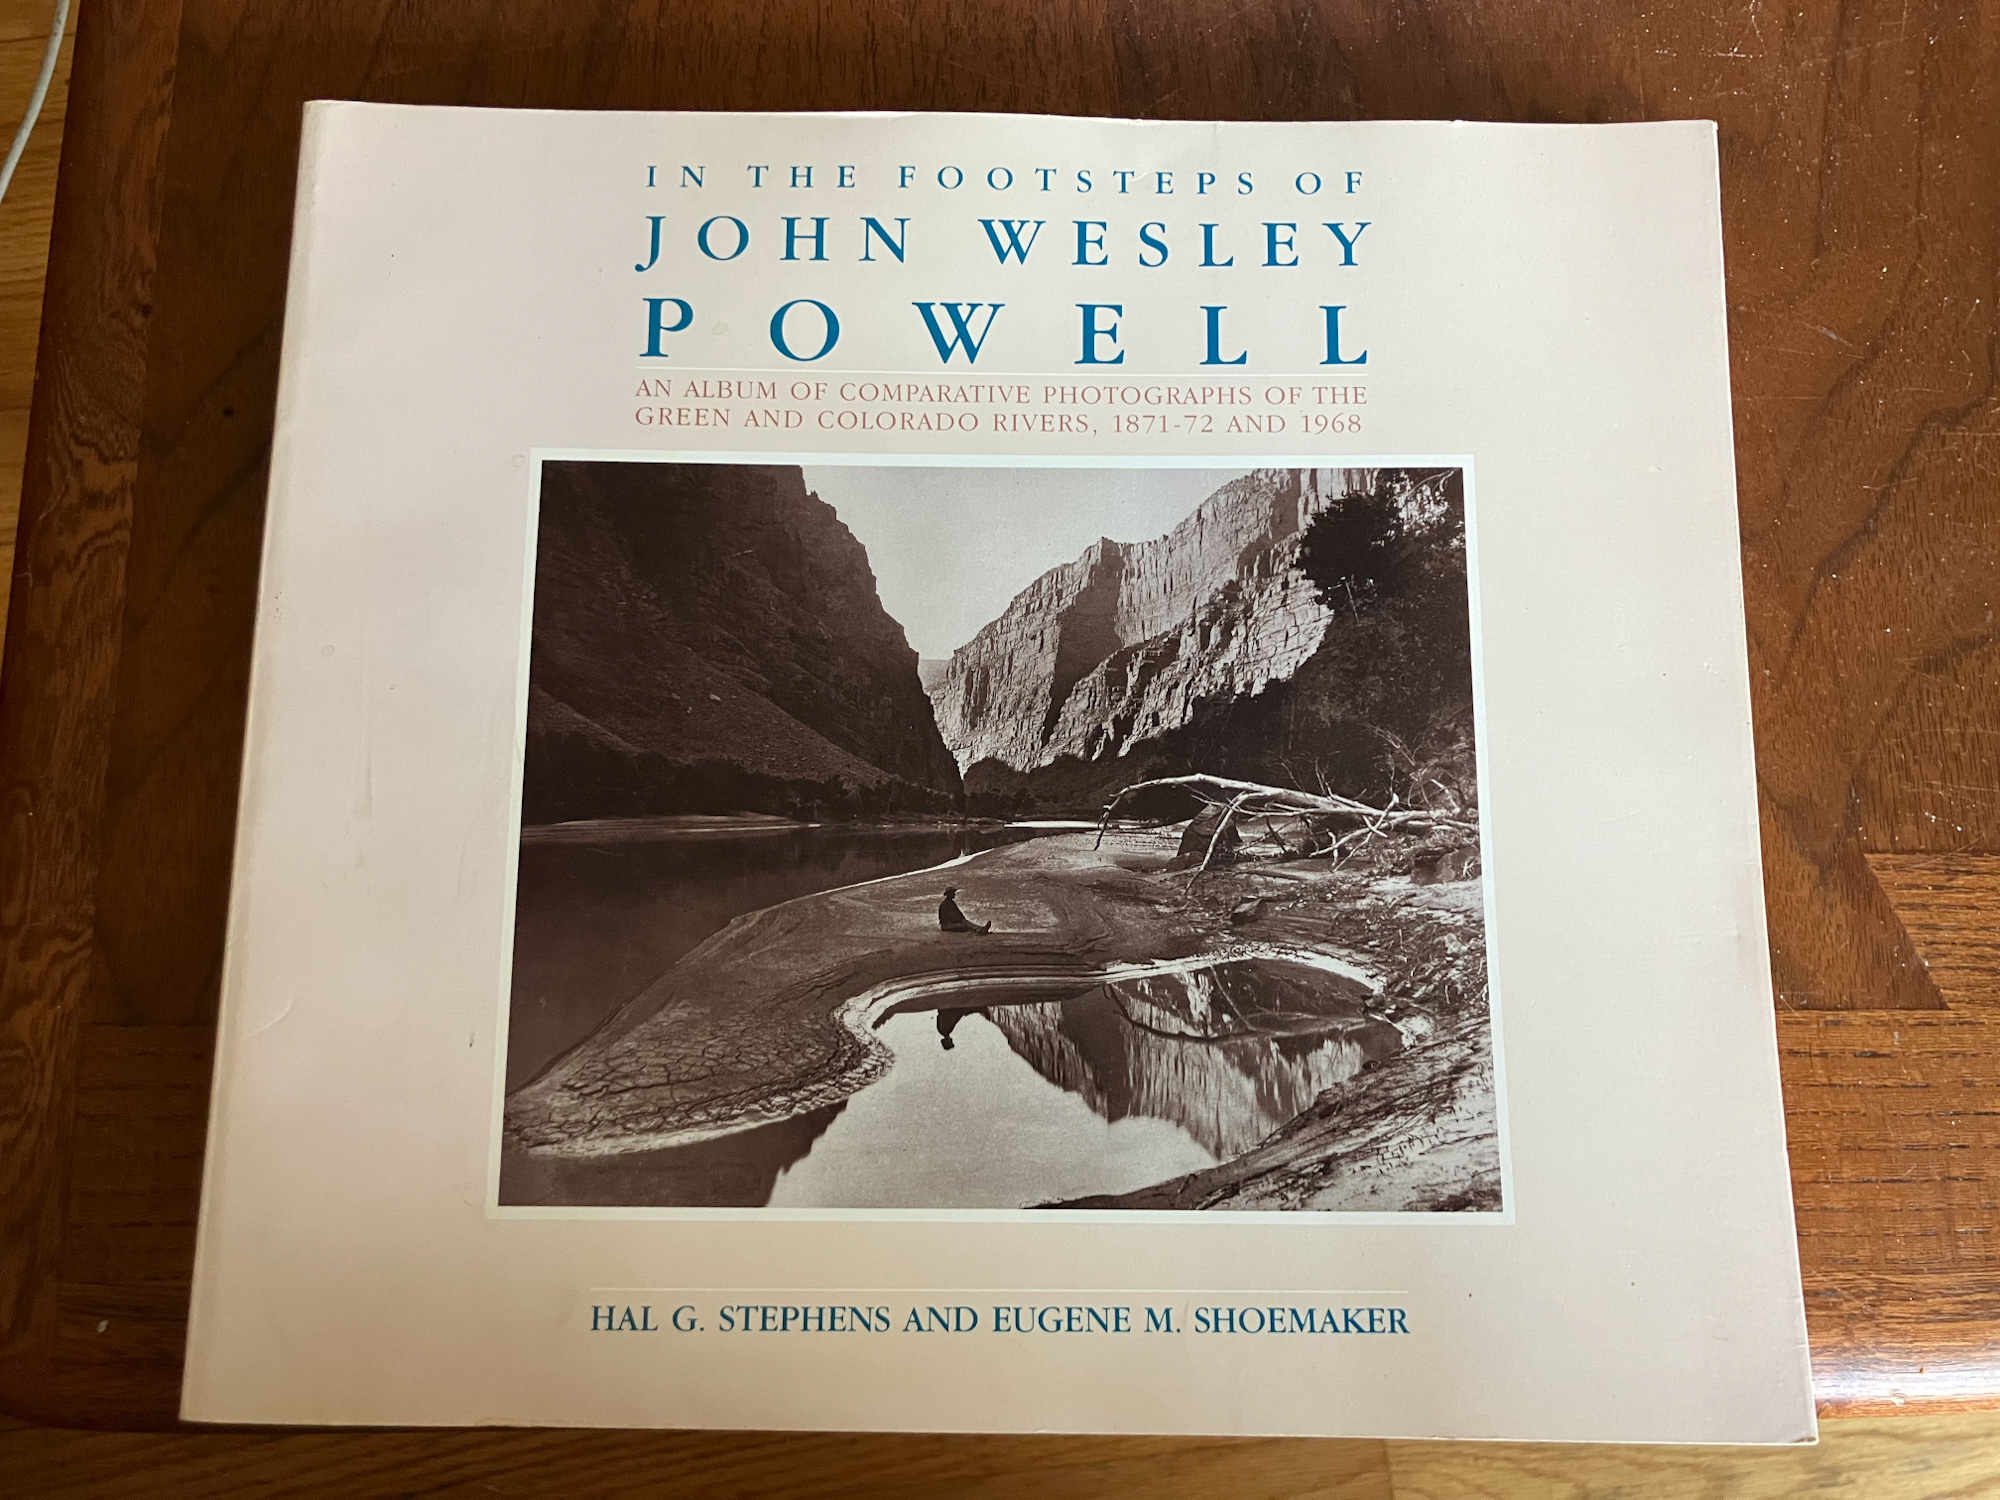 IN THE FOOTSTEPS OF
JOHN WESLEY
POWELL
AN ALBUM OF COMPARATIVE PHOTOGRAPHS OF THE
GREEN AND COLORADO RIVERS, 1871-72 AND 1968
HAL G. STEPHENS AND EUGENE M. SHOEMAKER